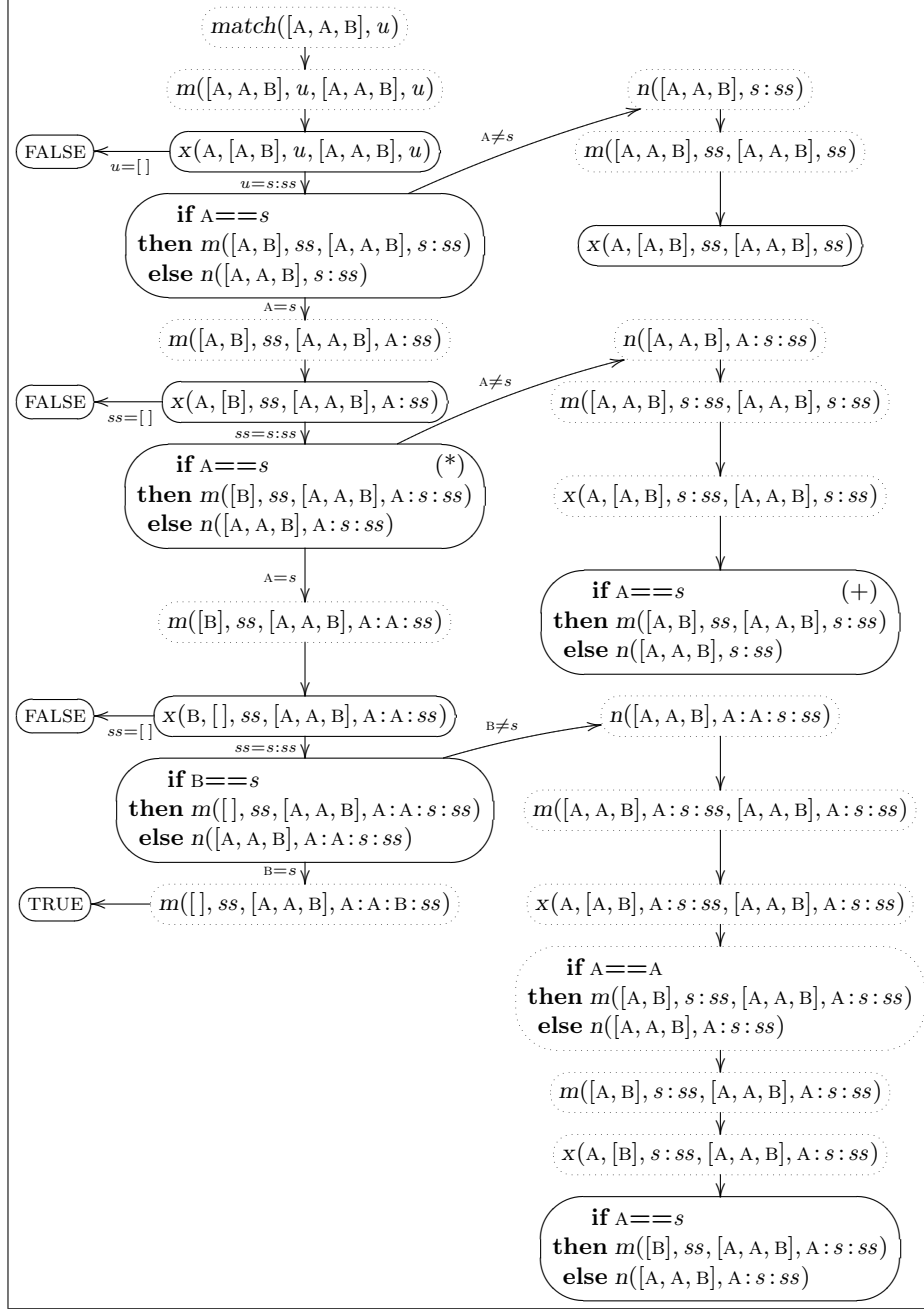 match([A, A, B], u)
m([A, A, B], u, [A, A, B], u)
FALSE
u=[ ]
x(A, [A, B], u, [A, A, B], u)
u=s:ss
if A==s
then m([A, B], ss, [A, A, B], s:ss)
else n([A, A, B], s:ss)
A≠s
n([A, A, B], s:ss)
m([A, A, B], ss, [A, A, B], ss)
x(A, [A, B], ss, [A, A, B], ss)
A=s
m([A, B], ss, [A, A, B], A:ss)
FALSE
ss=[ ]
x(A, [B], ss, [A, A, B], A:ss)
ss=s:ss
if A==s (*)
then m([B], ss, [A, A, B], A:s:ss)
else n([A, A, B], A:s:ss)
A≠s
n([A, A, B], A:s:ss)
m([A, A, B], s:ss, [A, A, B], s:ss)
x(A, [A, B], s:ss, [A, A, B], s:ss)
if A==s (+)
then m([A, B], ss, [A, A, B], s:ss)
else n([A, A, B], s:ss)
A=s
m([B], ss, [A, A, B], A:A:ss)
FALSE
ss=[ ]
x(B, [ ], ss, [A, A, B], A:A:ss)
ss=s:ss
if B==s
then m([ ], ss, [A, A, B], A:A:s:ss)
else n([A, A, B], A:A:s:ss)
B=s
TRUE
m([ ], ss, [A, A, B], A:A:B:ss)
B≠s
n([A, A, B], A:A:s:ss)
m([A, A, B], A:s:ss, [A, A, B], A:s:ss)
x(A, [A, B], A:s:ss, [A, A, B], A:s:ss)
if A==A
then m([A, B], s:ss, [A, A, B], A:s:ss)
else n([A, A, B], A:s:ss)
m([A, B], s:ss, [A, A, B], A:s:ss)
x(A, [B], s:ss, [A, A, B], A:s:ss)
if A==s
then m([B], ss, [A, A, B], A:s:ss)
else n([A, A, B], A:s:ss)